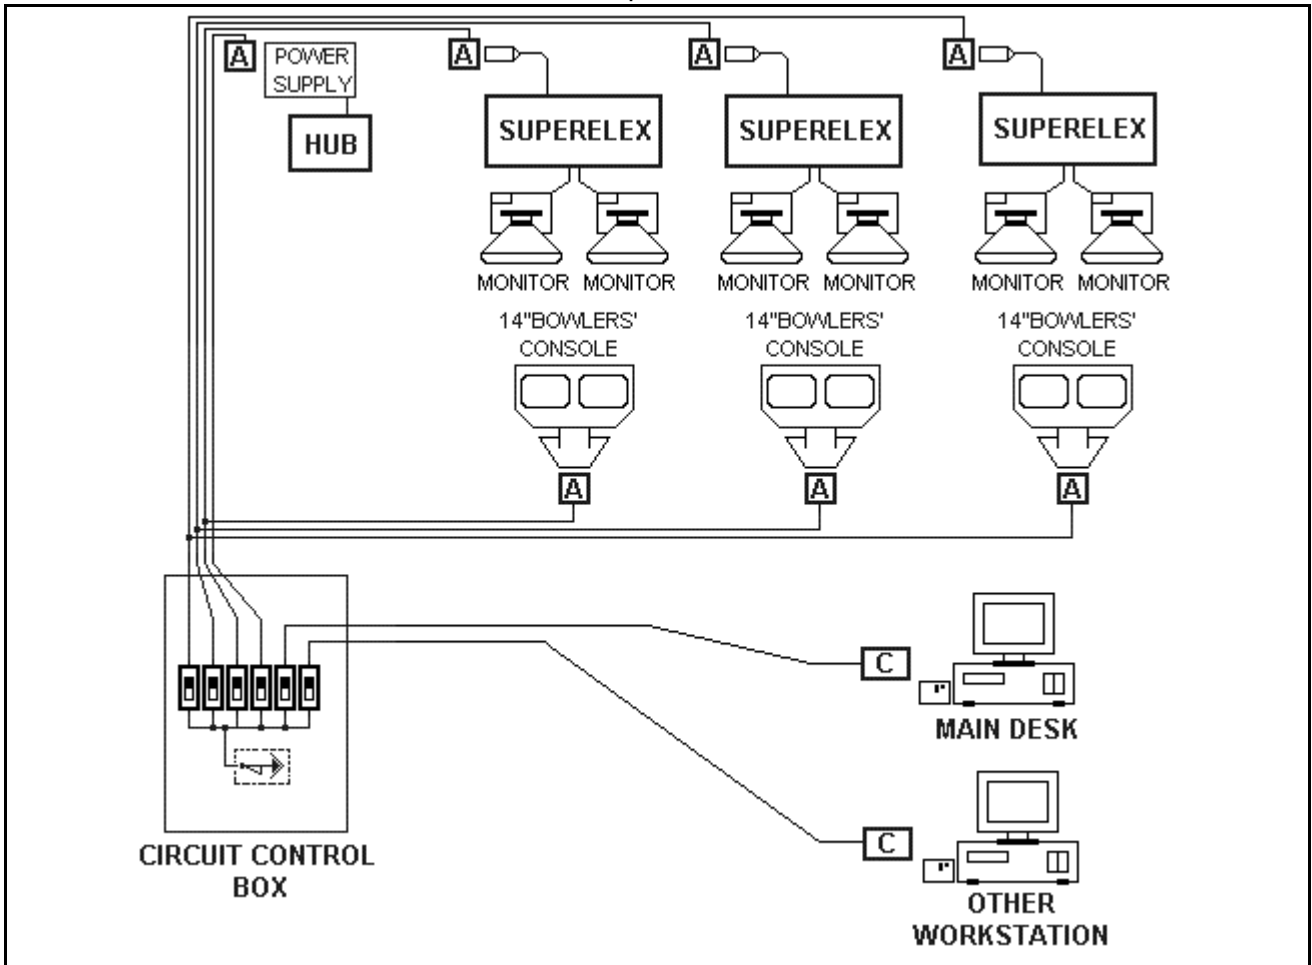 A
POWER
SUPPLY
HUB
A
A
A
SUPERELEX
SUPERELEX
SUPERELEX
MONITOR MONITOR
MONITOR MONITOR
MONITOR MONITOR
14"BOWLERS'
CONSOLE
14"BOWLERS'
CONSOLE
14"BOWLERS'
CONSOLE
A
A
A
C
MAIN DESK
C
OTHER
WORKSTATION
CIRCUIT CONTROL
BOX